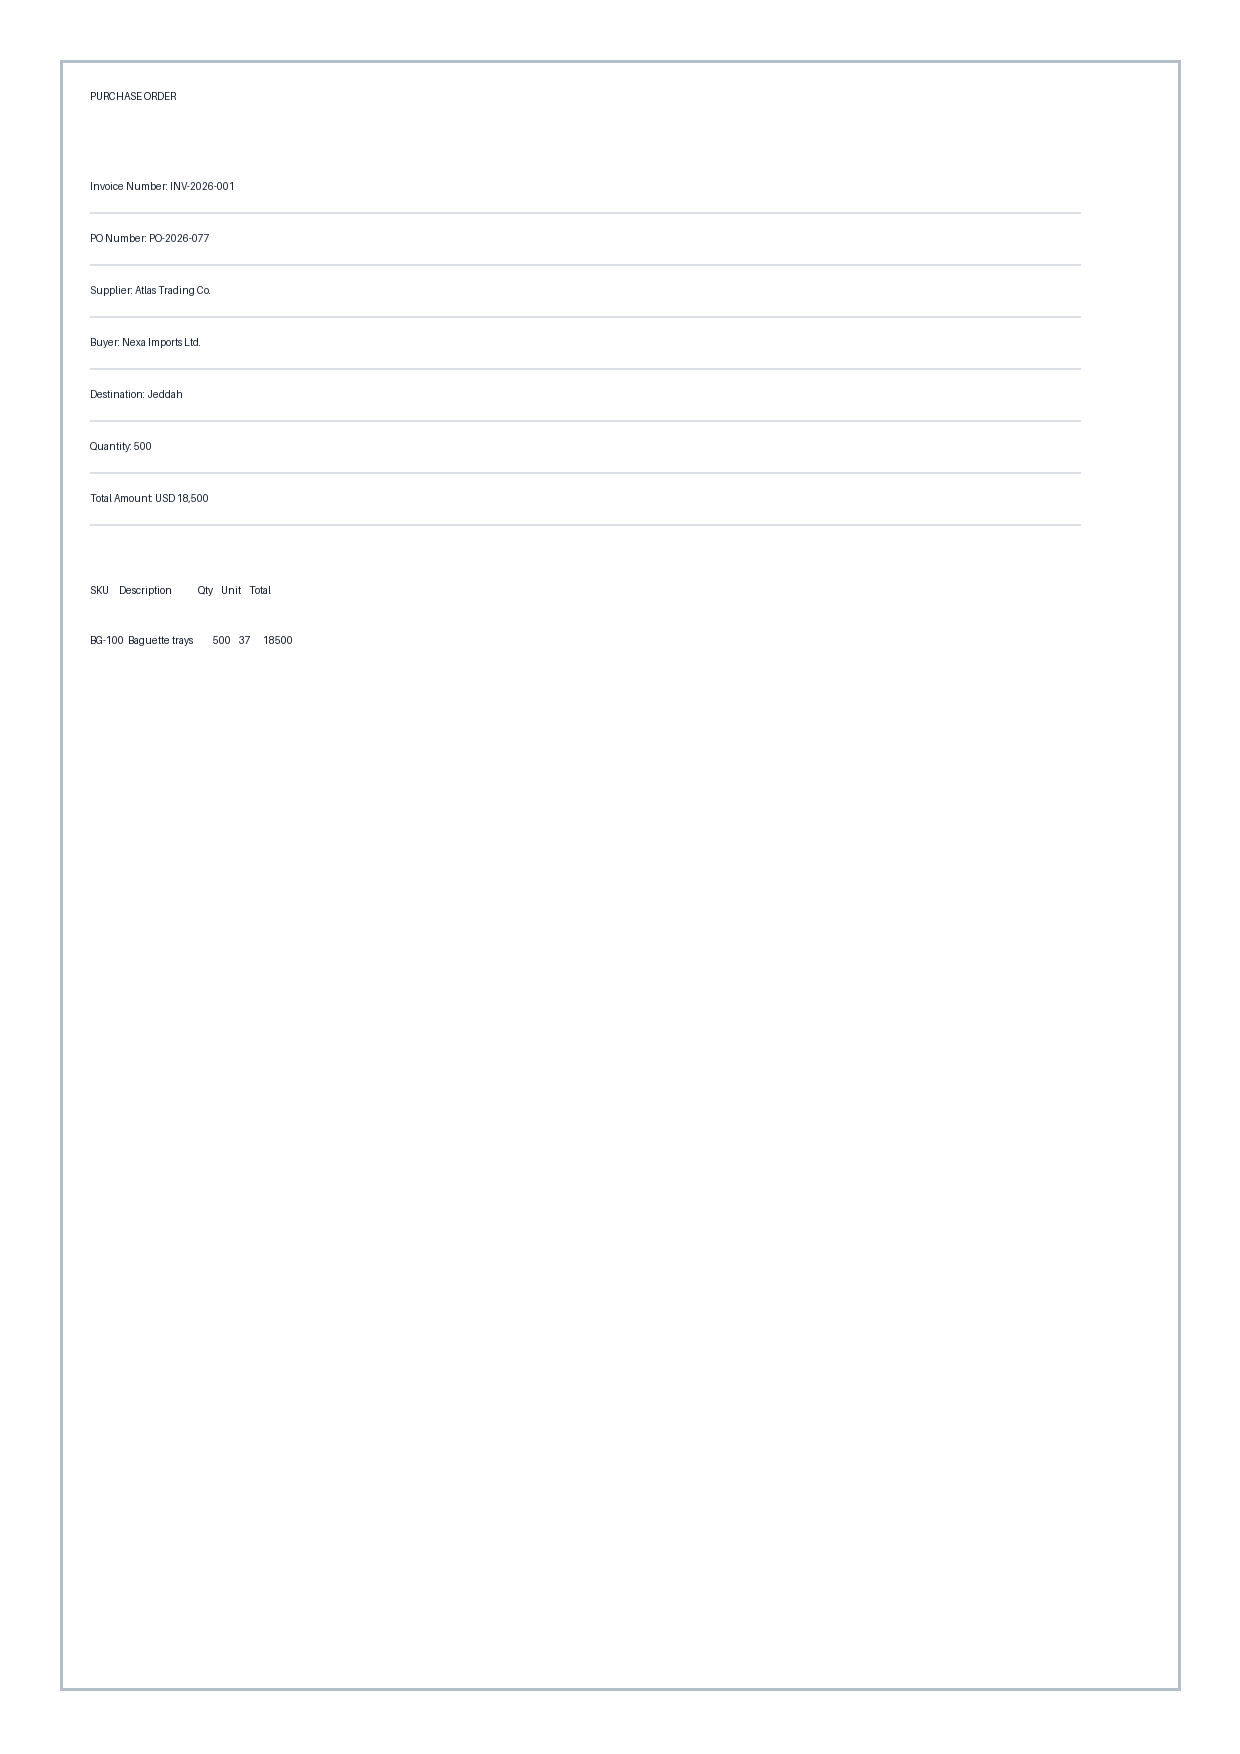 PURCHASE ORDER
Invoice Number: INV-2026-001
PO Number: PO-2026-077
Supplier: Atlas Trading Co.
Buyer: Nexa Imports Ltd.
Destination: Jeddah
Quantity: 500
Total Amount: USD 18,500
SKU Description Qty Unit Total
BG-100 Baguette trays 500 37 18500